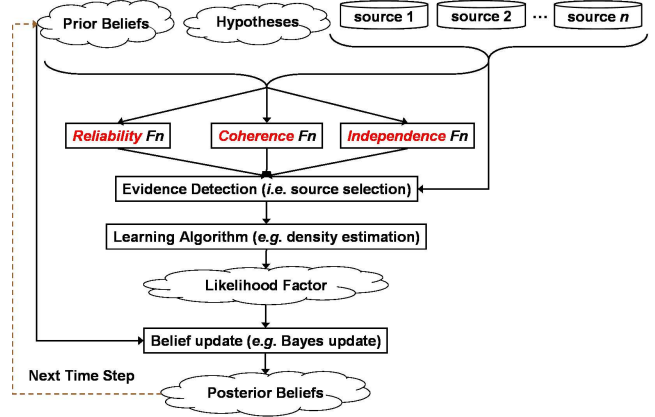 Prior Beliefs
Hypotheses
source 1
source 2
...
source n
Reliability Fn
Coherence Fn
Independence Fn
Evidence Detection (i.e. source selection)
Learning Algorithm (e.g. density estimation)
Likelihood Factor
Belief update (e.g. Bayes update)
Next Time Step
Posterior Beliefs